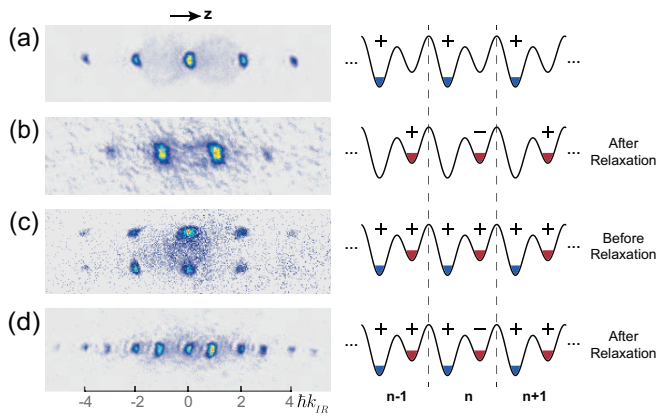 z
(a)
+ + +
... ...
(b)
+ − +
... ...
After
Relaxation
(c)
+ + + + + +
... ...
Before
Relaxation
(d)
+ + + − + +
... ...
After
Relaxation
-4 -2 0 2 4 ℏk_IR
n-1 n n+1